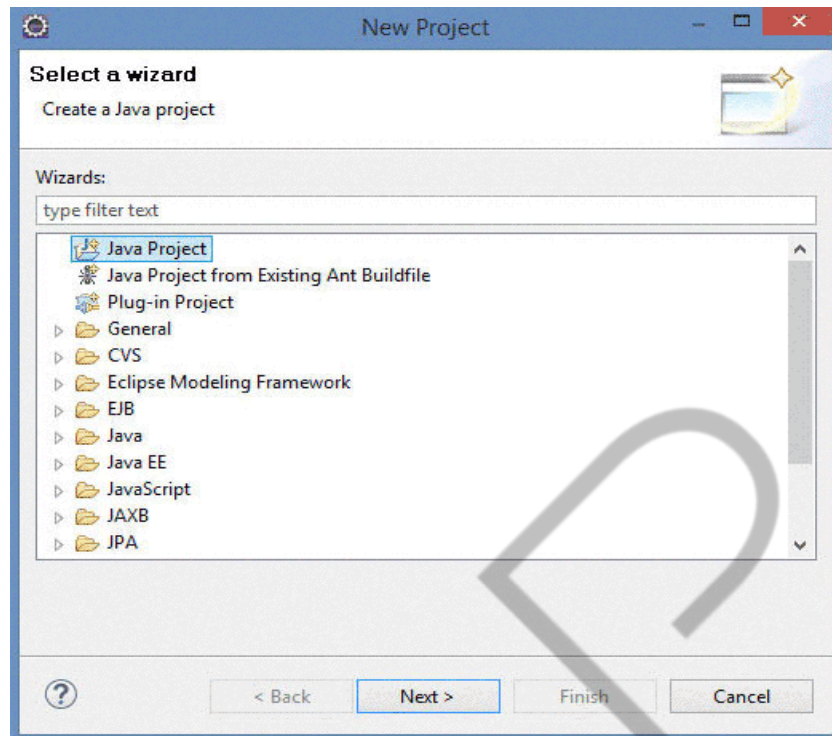 New Project
Select a wizard
Create a Java project
Wizards:
type filter text
Java Project
Java Project from Existing Ant Buildfile
Plug-in Project
General
CVS
Eclipse Modeling Framework
EJB
Java
Java EE
JavaScript
JAXB
JPA
? < Back Next > Finish Cancel